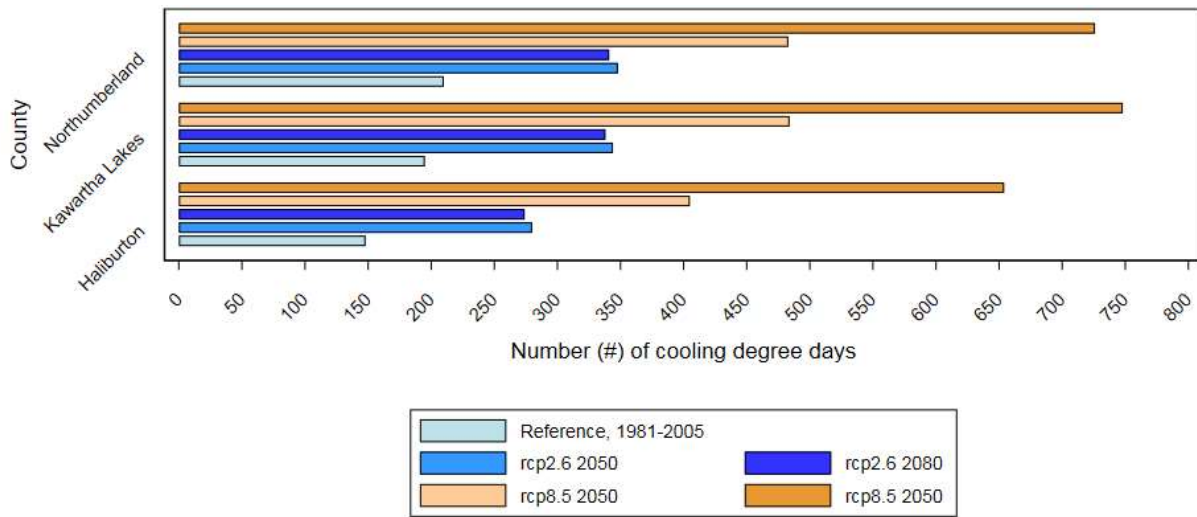 County
Northumberland
Kawartha Lakes
Haliburton
0 50 100 150 200 250 300 350 400 450 500 550 600 650 700 750 800
Number (#) of cooling degree days
Reference, 1981-2005
rcp2.6 2050 rcp2.6 2080
rcp8.5 2050 rcp8.5 2050